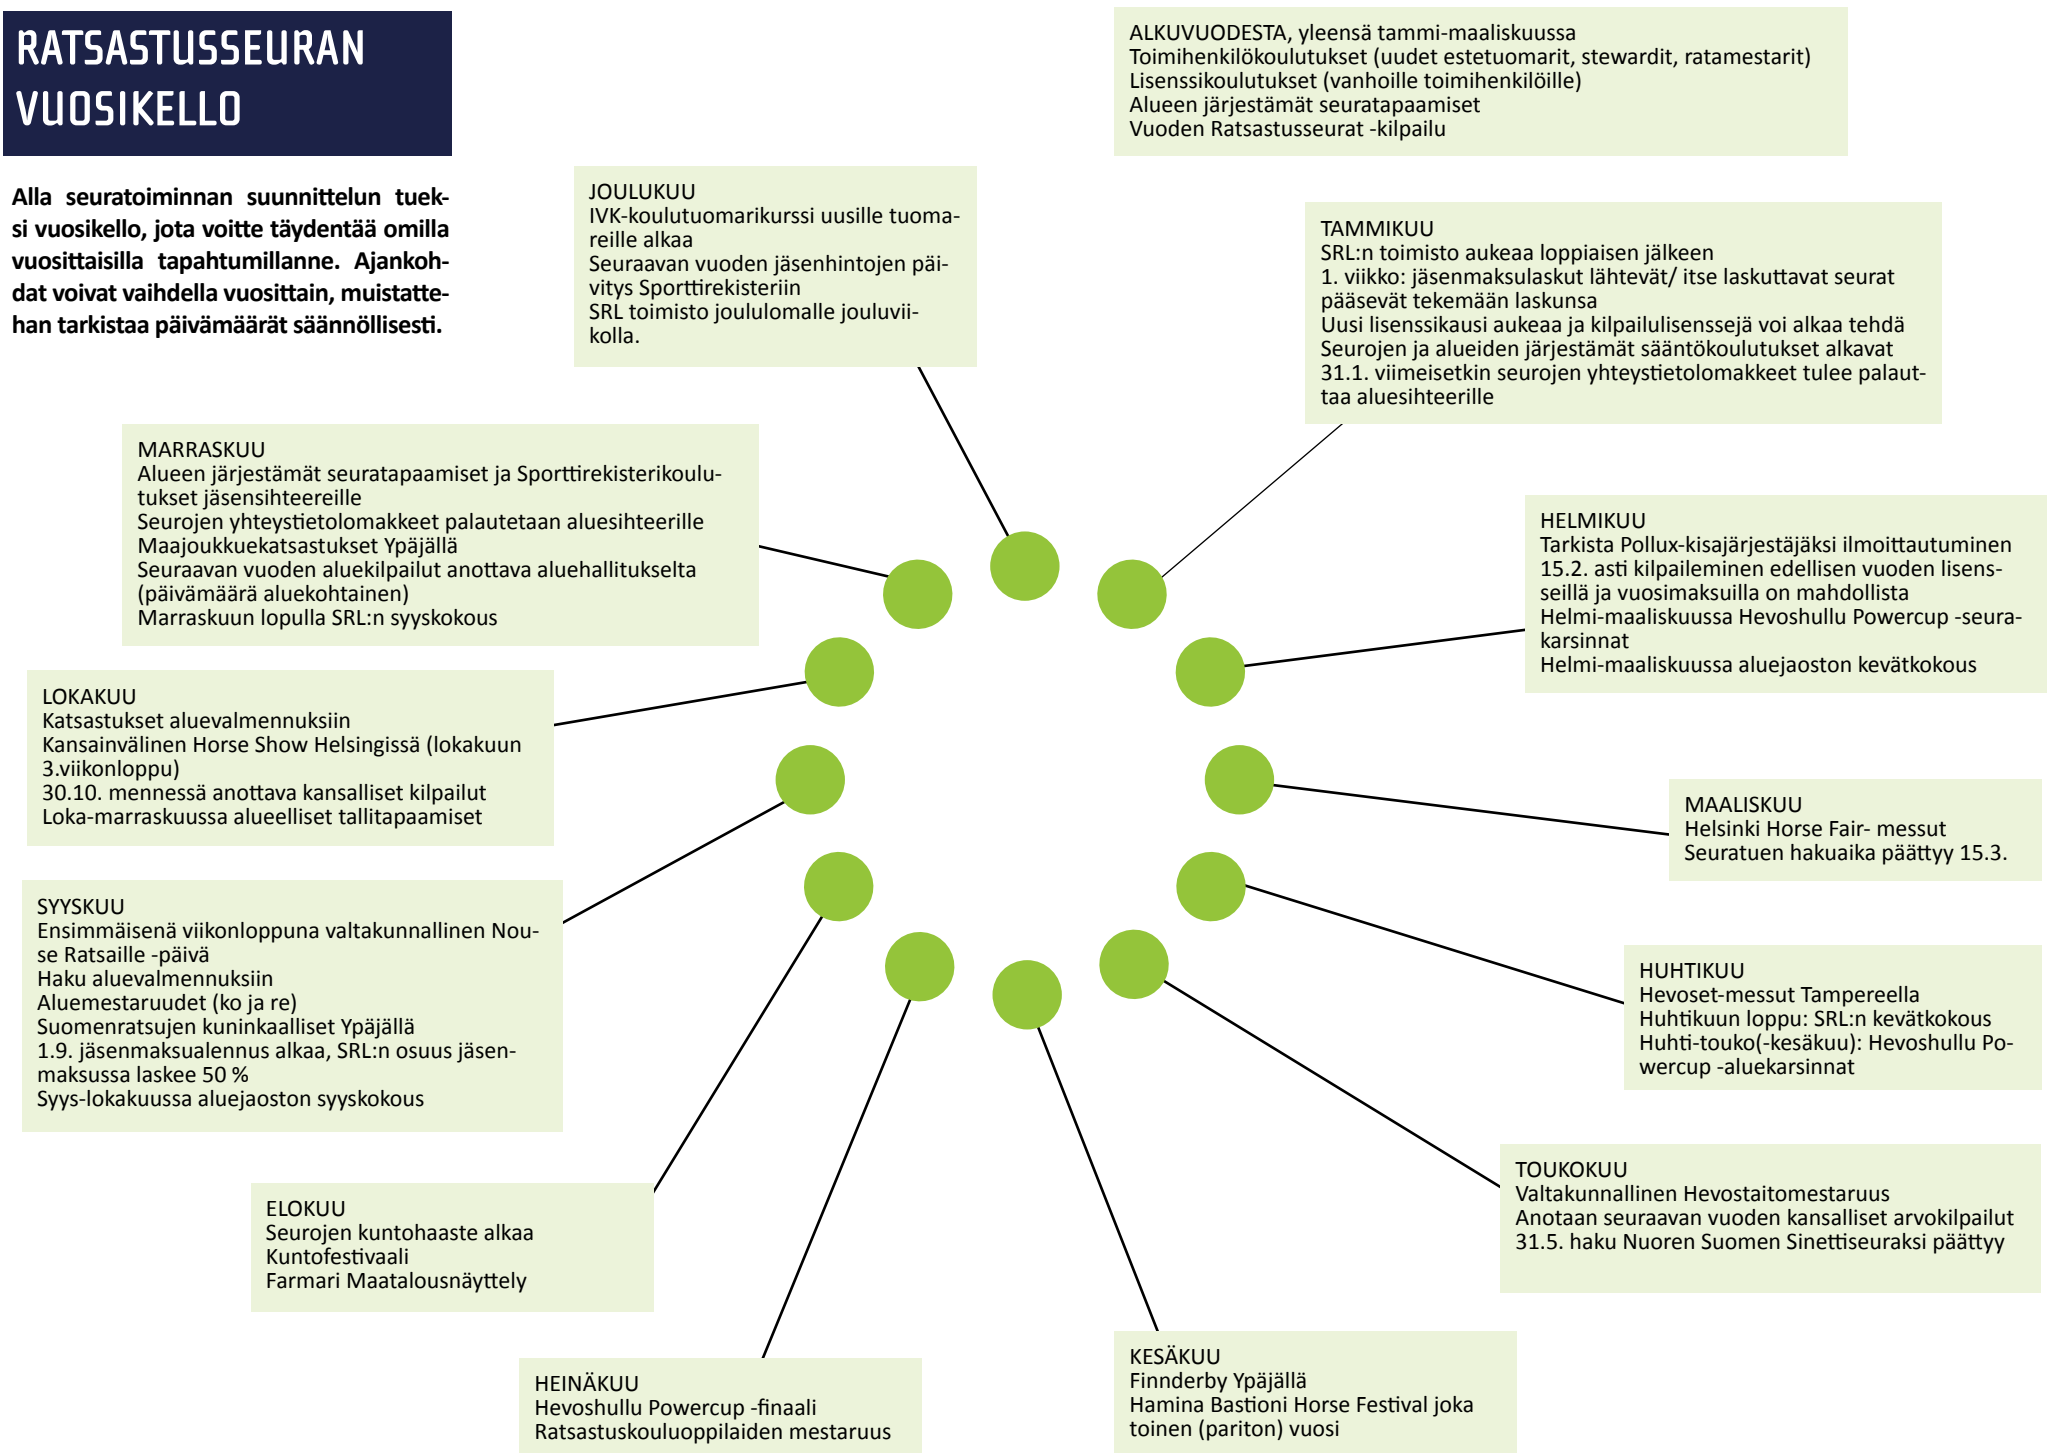 RATSASTUSSEURAN
VUOSIKELLO
Alla seuratoiminnan suunnittelun tuek-
si vuosikello, jota voitte täydentää omilla
vuosittaisilla tapahtumillanne. Ajankoh-
dat voivat vaihdella vuosittain, muistatte-
han tarkistaa päivämäärät säännöllisesti.
ALKUVUODESTA, yleensä tammi-maaliskuussa
Toimihenkilökoulutukset (uudet estetuomarit, stewardit, ratamestarit)
Lisenssikoulutukset (vanhoille toimihenkilöille)
Alueen järjestämät seuratapaamiset
Vuoden Ratsastusseurat -kilpailu
TAMMIKUU
SRL:n toimisto aukeaa loppiaisen jälkeen
1. viikko: jäsenmaksulaskut lähtevät/ itse laskuttavat seurat
pääsevät tekemään laskunsa
Uusi lisenssikausi aukeaa ja kilpailulisenssejä voi alkaa tehdä
Seurojen ja alueiden järjestämät sääntökoulutukset alkavat
31.1. viimeisetkin seurojen yhteystietolomakkeet tulee palaut-
taa aluesihteerille
HELMIKUU
Tarkista Pollux-kisajärjestäjäksi ilmoittautuminen
15.2. asti kilpaileminen edellisen vuoden lisens-
seillä ja vuosimaksuilla on mahdollista
Helmi-maaliskuussa Hevoshullu Powercup -seura-
karsinnat
Helmi-maaliskuussa aluejaoston kevätkokous
MAALISKUU
Helsinki Horse Fair- messut
Seuratuen hakuaika päättyy 15.3.
HUHTIKUU
Hevoset-messut Tampereella
Huhtikuun loppu: SRL:n kevätkokous
Huhti-touko(-kesäkuu): Hevoshullu Po-
wercup -aluekarsinnat
TOUKOKUU
Valtakunnallinen Hevostaitomestaruus
Anotaan seuraavan vuoden kansalliset arvokilpailut
31.5. haku Nuoren Suomen Sinettiseuraksi päättyy
KESÄKUU
Finnderby Ypäjällä
Hamina Bastioni Horse Festival joka
toinen (pariton) vuosi
HEINÄKUU
Hevoshullu Powercup -finaali
Ratsastuskouluoppilaiden mestaruus
ELOKUU
Seurojen kuntohaaste alkaa
Kuntofestivaali
Farmari Maatalousnäyttely
SYYSKUU
Ensimmäisenä viikonloppuna valtakunnallinen Nou-
se Ratsaille -päivä
Haku aluevalmennuksiin
Aluemestaruudet (ko ja re)
Suomenratsujen kuninkaalliset Ypäjällä
1.9. jäsenmaksualennus alkaa, SRL:n osuus jäsen-
maksussa laskee 50 %
Syys-lokakuussa aluejaoston syyskokous
LOKAKUU
Katsastukset aluevalmennuksiin
Kansainvälinen Horse Show Helsingissä (lokakuun
3.viikonloppu)
30.10. mennessä anottava kansalliset kilpailut
Loka-marraskuussa alueelliset tallitapaamiset
MARRASKUU
Alueen järjestämät seuratapaamiset ja Sporttirekisterikoulu-
tukset jäsensihteereille
Seurojen yhteystietolomakkeet palautetaan aluesihteerille
Maajoukkuekatsastukset Ypäjällä
Seuraavan vuoden aluekilpailut anottava aluehallitukselta
(päivämäärä aluekohtainen)
Marraskuun lopulla SRL:n syyskokous
JOULUKUU
IVK-koulutuomarikurssi uusille tuoma-
reille alkaa
Seuraavan vuoden jäsenhintojen päi-
vitys Sporttirekisteriin
SRL toimisto joululomalle jouluvii-
kolla.